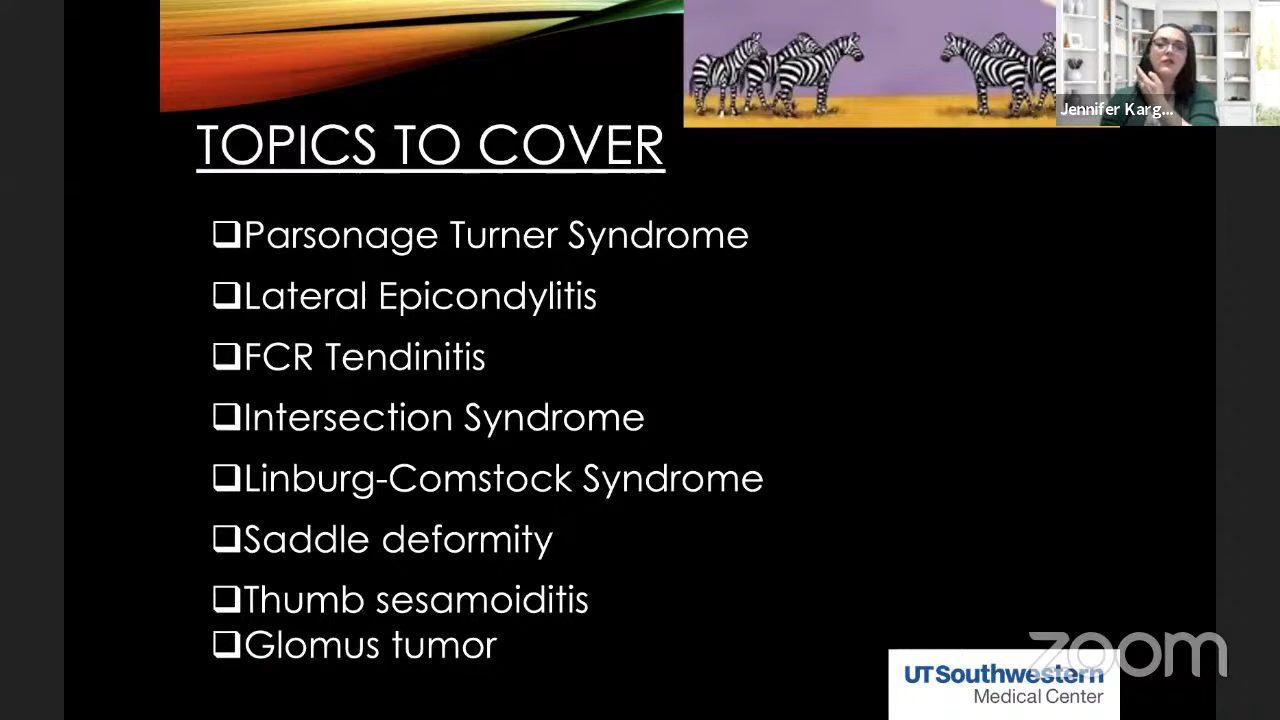 Jennifer Karg...
TOPICS TO COVER
❑Parsonage Turner Syndrome
❑Lateral Epicondylitis
❑FCR Tendinitis
❑Intersection Syndrome
❑Linburg-Comstock Syndrome
❑Saddle deformity
❑Thumb sesamoiditis
❑Glomus tumor
zoom
UTSouthwestern
Medical Center